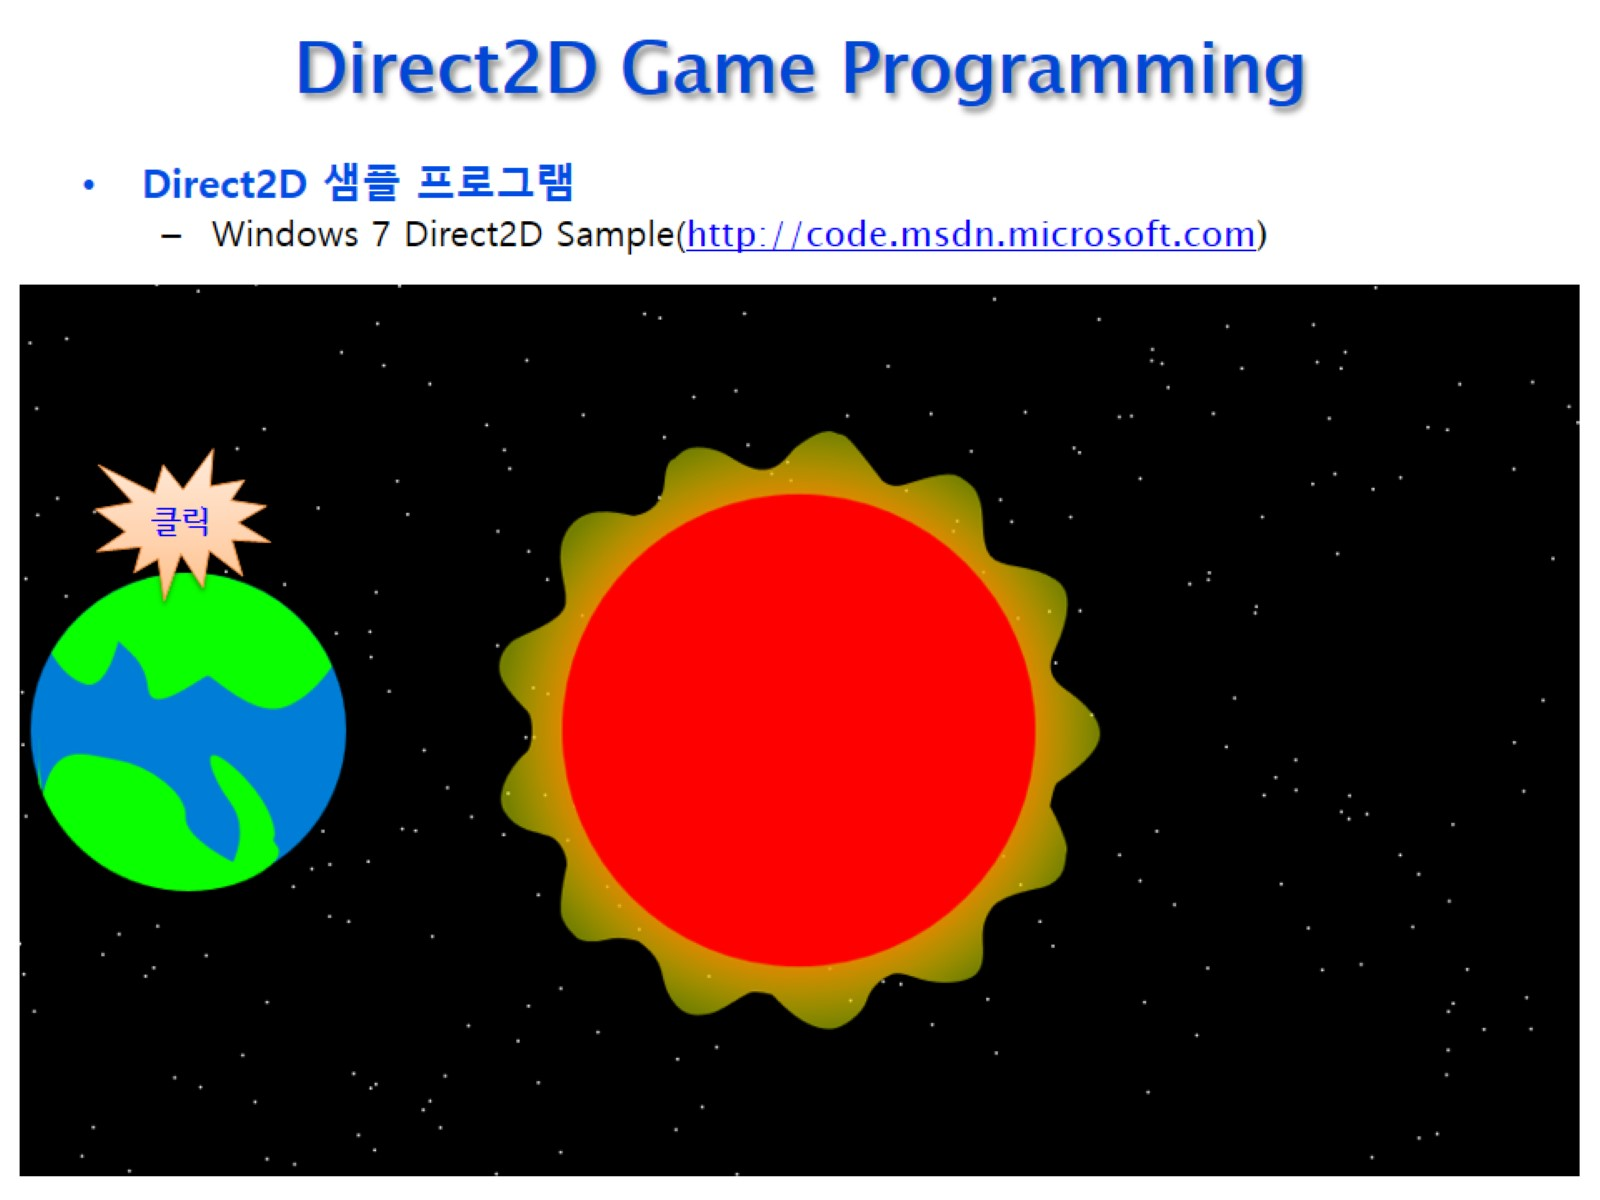 Direct2D Game Programming
• Direct2D 샘플 프로그램
– Windows 7 Direct2D Sample(http://code.msdn.microsoft.com)
클릭